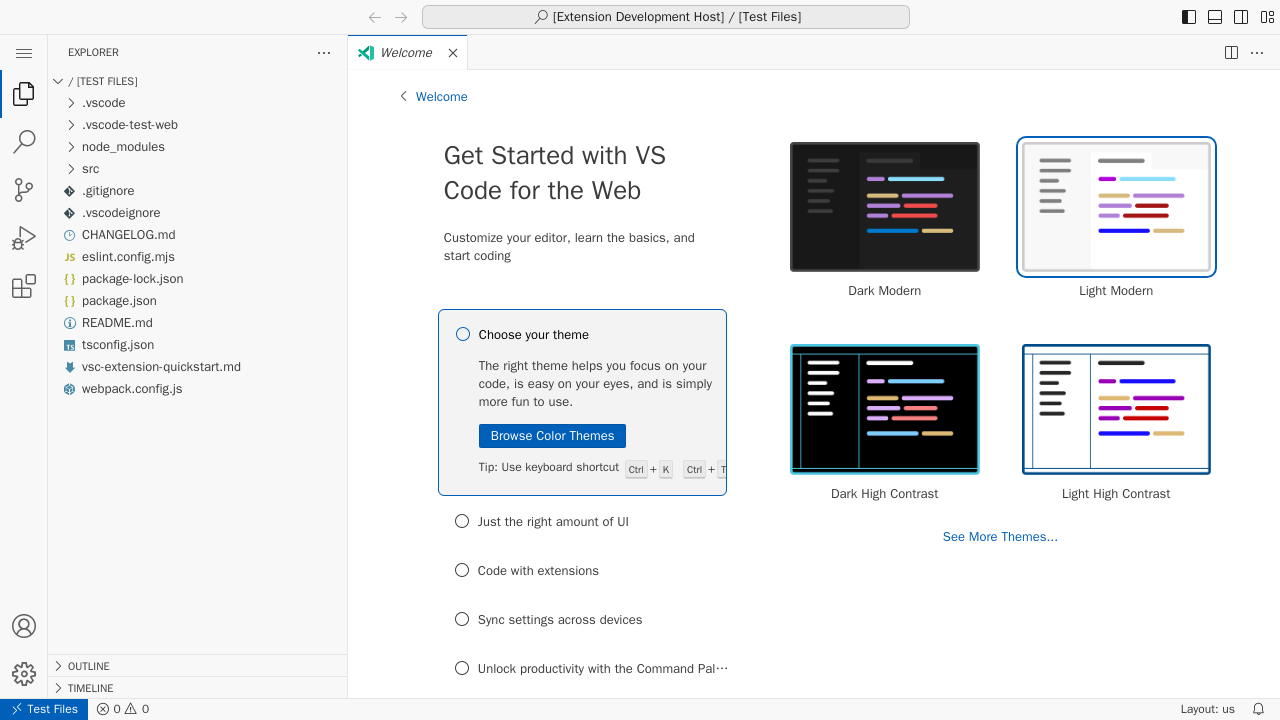 [Extension Development Host] / [Test Files]
EXPLORER
/ [TEST FILES]
.vscode
.vscode-test-web
node_modules
src
.gitignore
.vscodeignore
CHANGELOG.md
eslint.config.mjs
package-lock.json
package.json
README.md
tsconfig.json
vsc-extension-quickstart.md
webpack.config.js
OUTLINE
TIMELINE
Welcome
Welcome
Get Started with VS
Code for the Web
Customize your editor, learn the basics, and
start coding
Choose your theme
The right theme helps you focus on your
code, is easy on your eyes, and is simply
more fun to use.
Browse Color Themes
Tip: Use keyboard shortcut Ctrl + K Ctrl + T
Just the right amount of UI
Code with extensions
Sync settings across devices
Unlock productivity with the Command Pal…
Dark Modern
Light Modern
Dark High Contrast
Light High Contrast
See More Themes...
Test Files
0
0
Layout: us